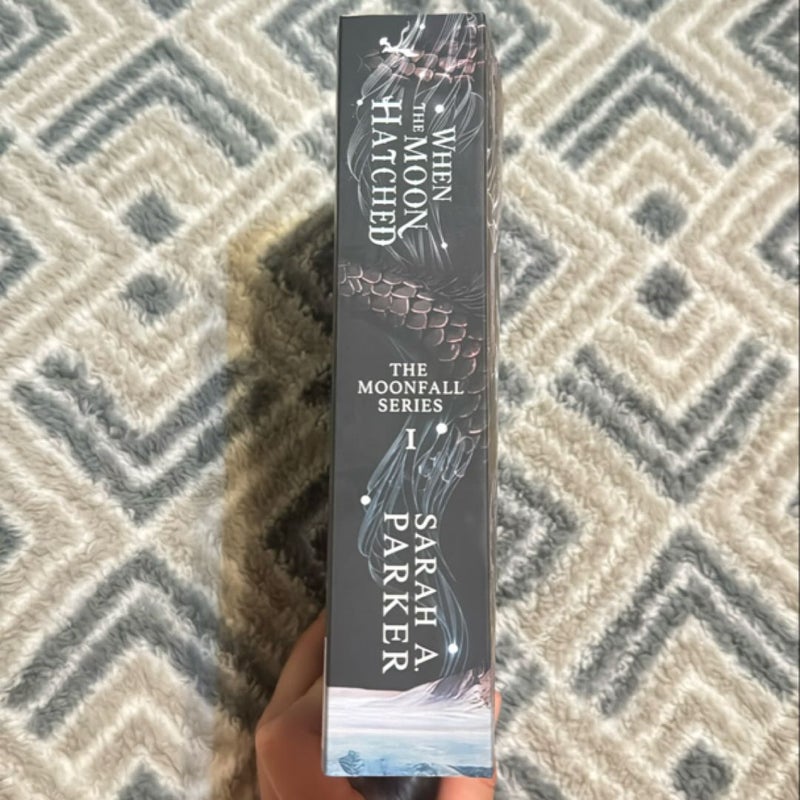 WHEN
THE MOON
HATCHED
THE
MOONFALL
SERIES
I
SARAH A.
PARKER